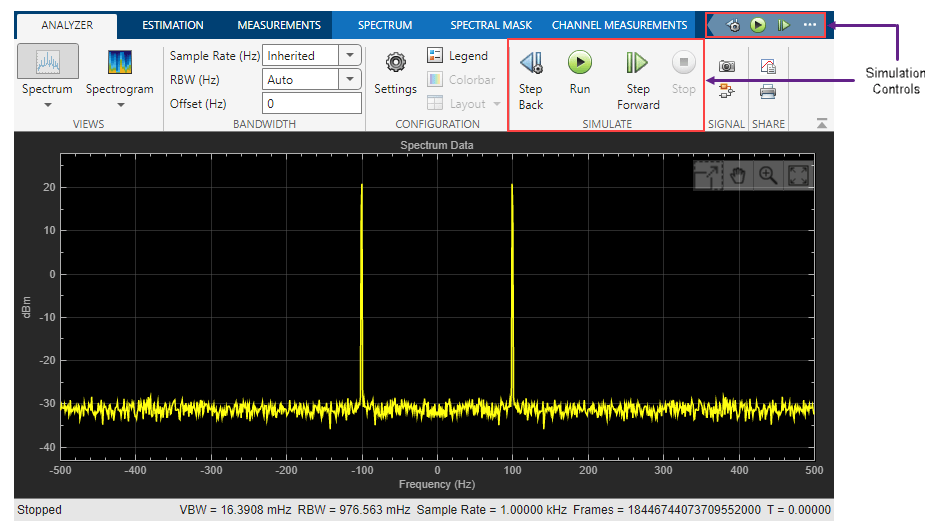 ANALYZER ESTIMATION MEASUREMENTS SPECTRUM SPECTRAL MASK CHANNEL MEASUREMENTS
Sample Rate (Hz) Inherited
RBW (Hz) Auto
Offset (Hz) 0
Spectrum Spectrogram
Settings
Legend
Colorbar
Layout
Step Back
Run
Step Forward
Stop
Simulation
Controls
VIEWS BANDWIDTH CONFIGURATION SIMULATE SIGNAL SHARE
Spectrum Data
dBm
20
10
0
-10
-20
-30
-40
-500 -400 -300 -200 -100 0 100 200 300 400 500
Frequency (Hz)
Stopped VBW = 16.3908 mHz RBW = 976.563 mHz Sample Rate = 1.00000 kHz Frames = 18446744073709552000 T = 0.00000